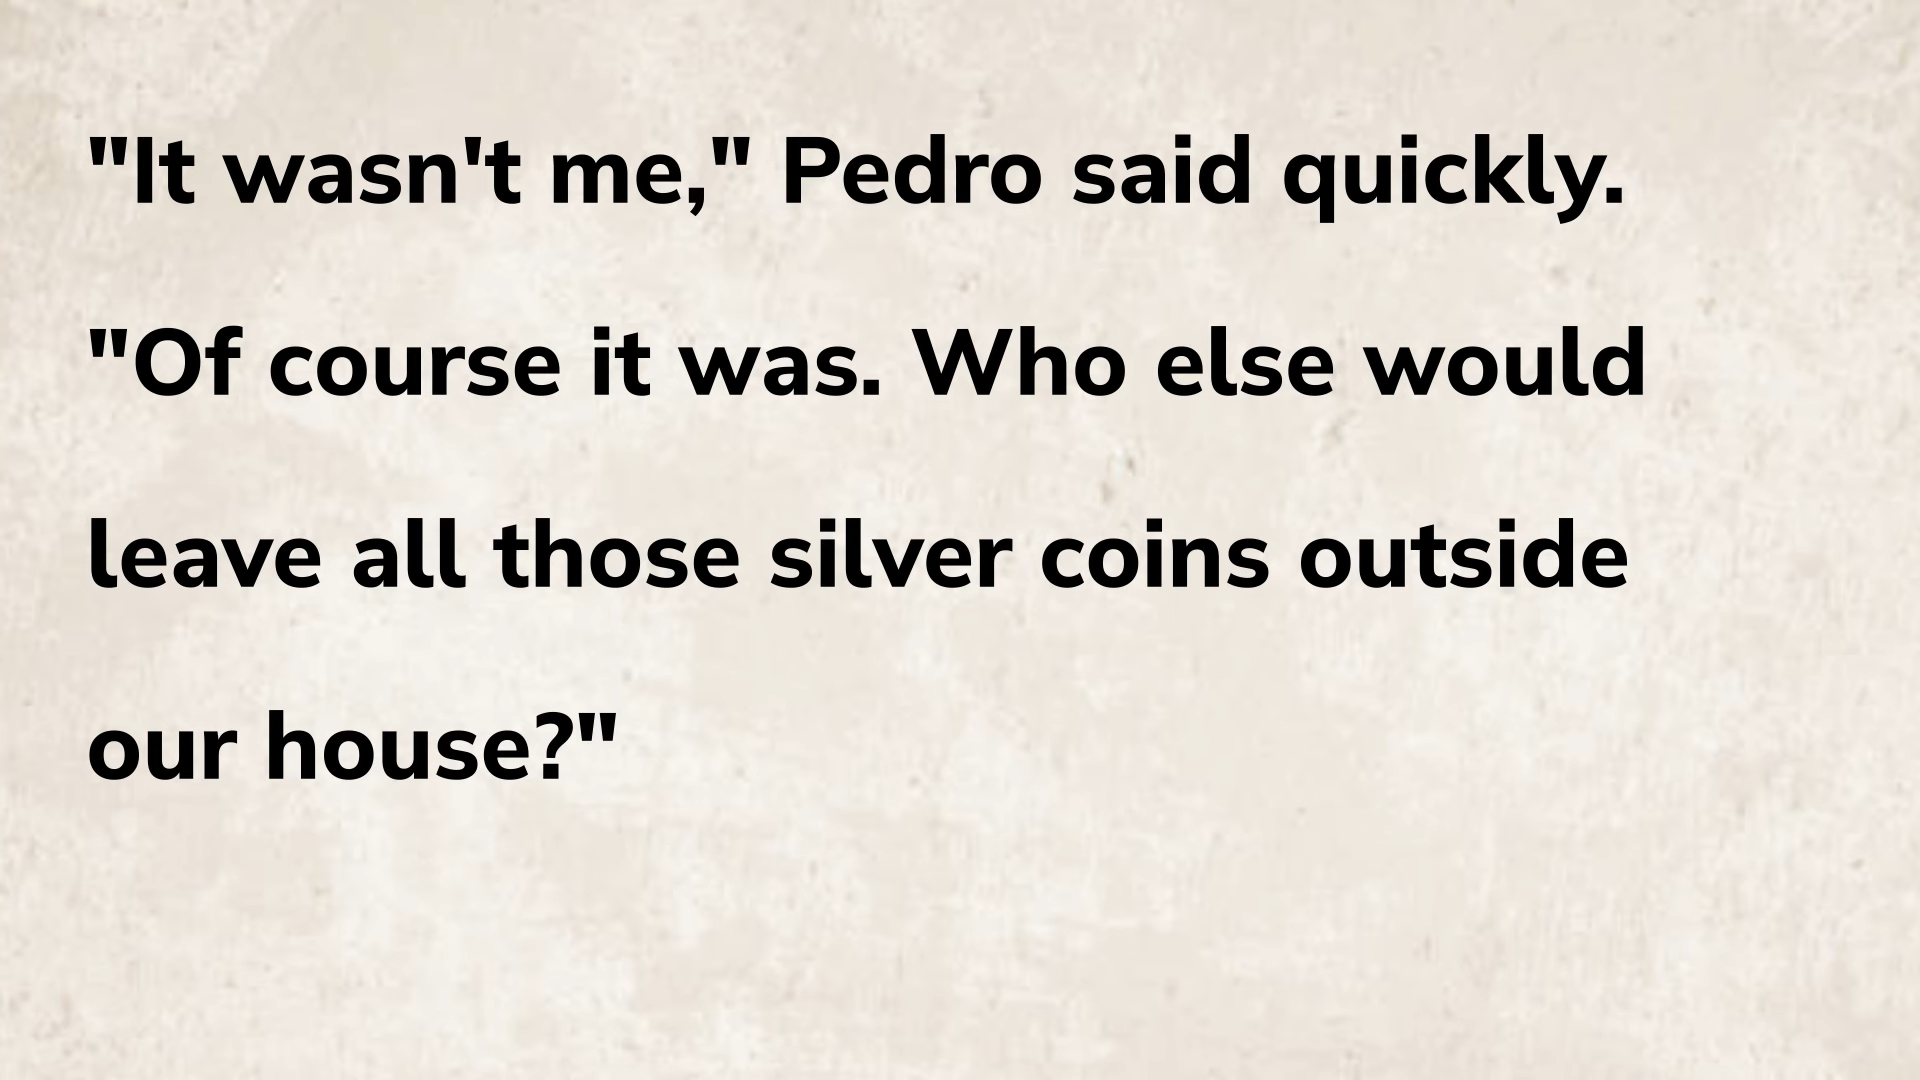 "It wasn't me," Pedro said quickly.
"Of course it was. Who else would
leave all those silver coins outside
our house?"